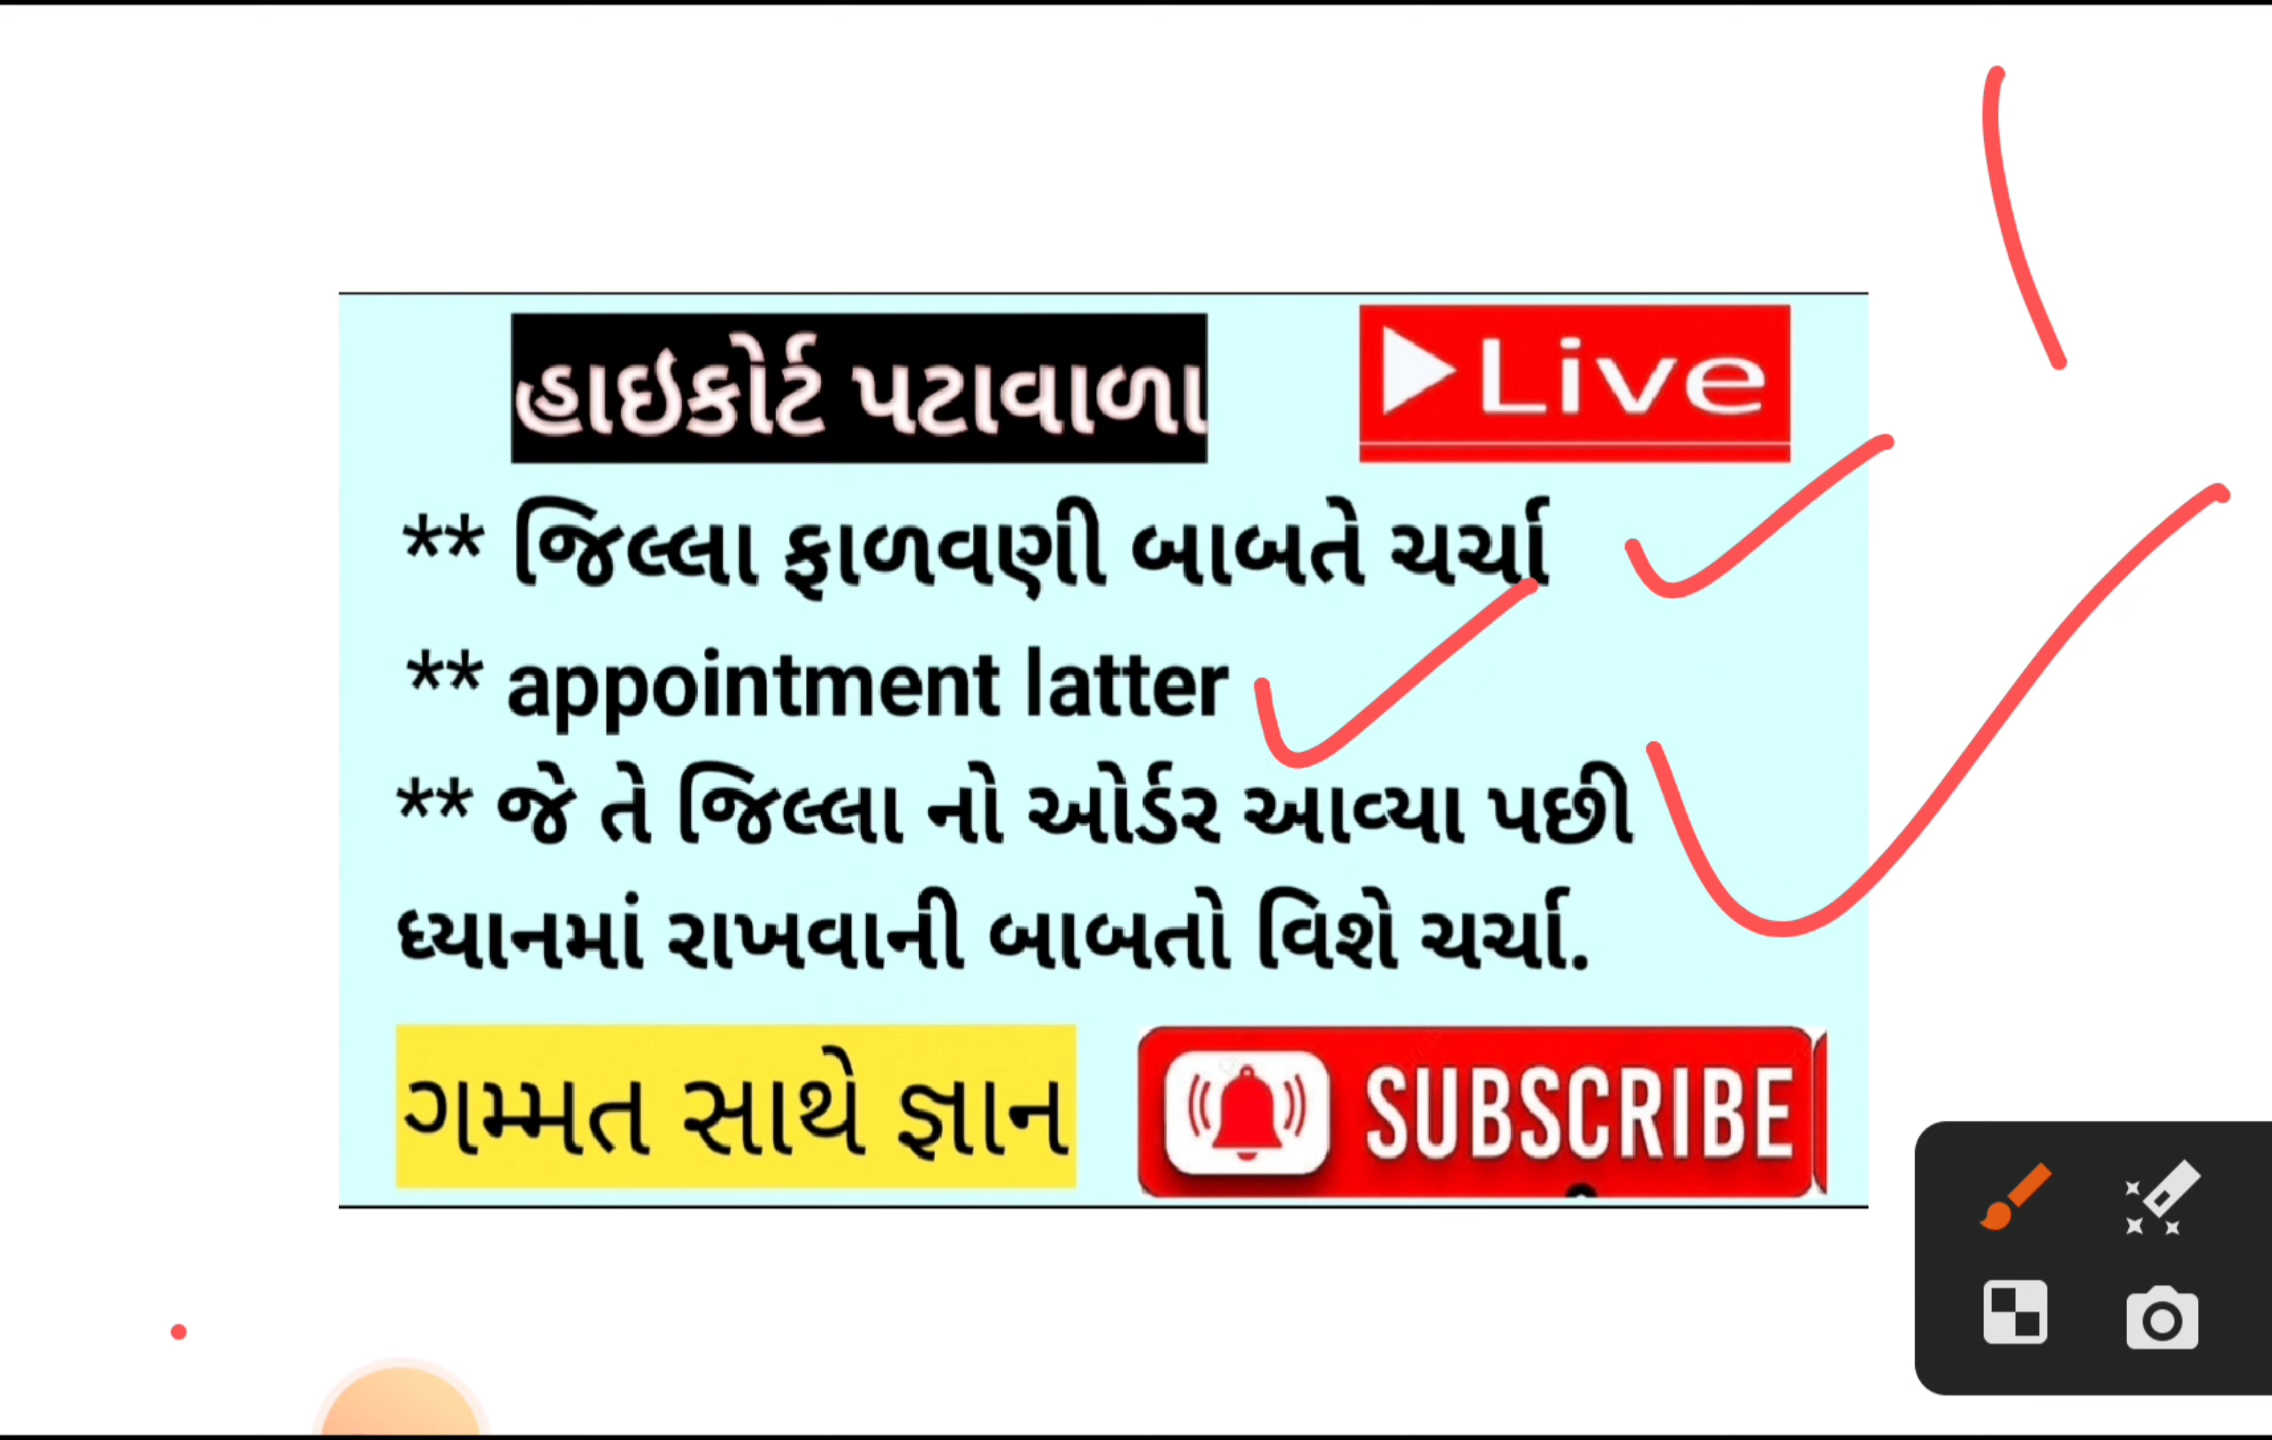 હાઇકોર્ટ પટાવાળા
Live
** જિલ્લા ફાળવણી બાબતે ચર્ચા
** appointment latter
** જે તે જિલ્લા નો ઓર્ડર આવ્યા પછી
ધ્યાનમાં રાખવાની બાબતો વિશે ચર્ચા.
ગમ્મત સાથે જ્ઞાન
SUBSCRIBE